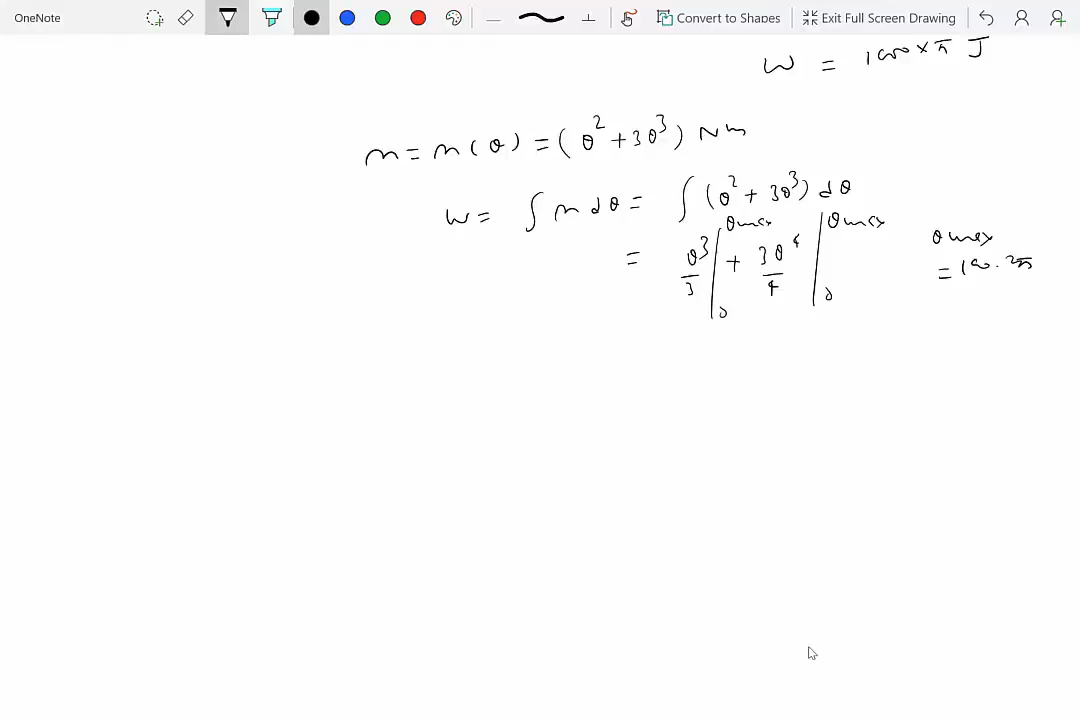 OneNote Convert to Shapes Exit Full Screen Drawing
W = 1000 × π J
M = M(θ) = (θ² + 3θ³) Nm
W = ∫ M dθ = ∫ (θ² + 3θ³) dθ
= θ³/3 |₀^θmax + 3θ⁴/4 |₀^θmax
θmax
= 100. 2π